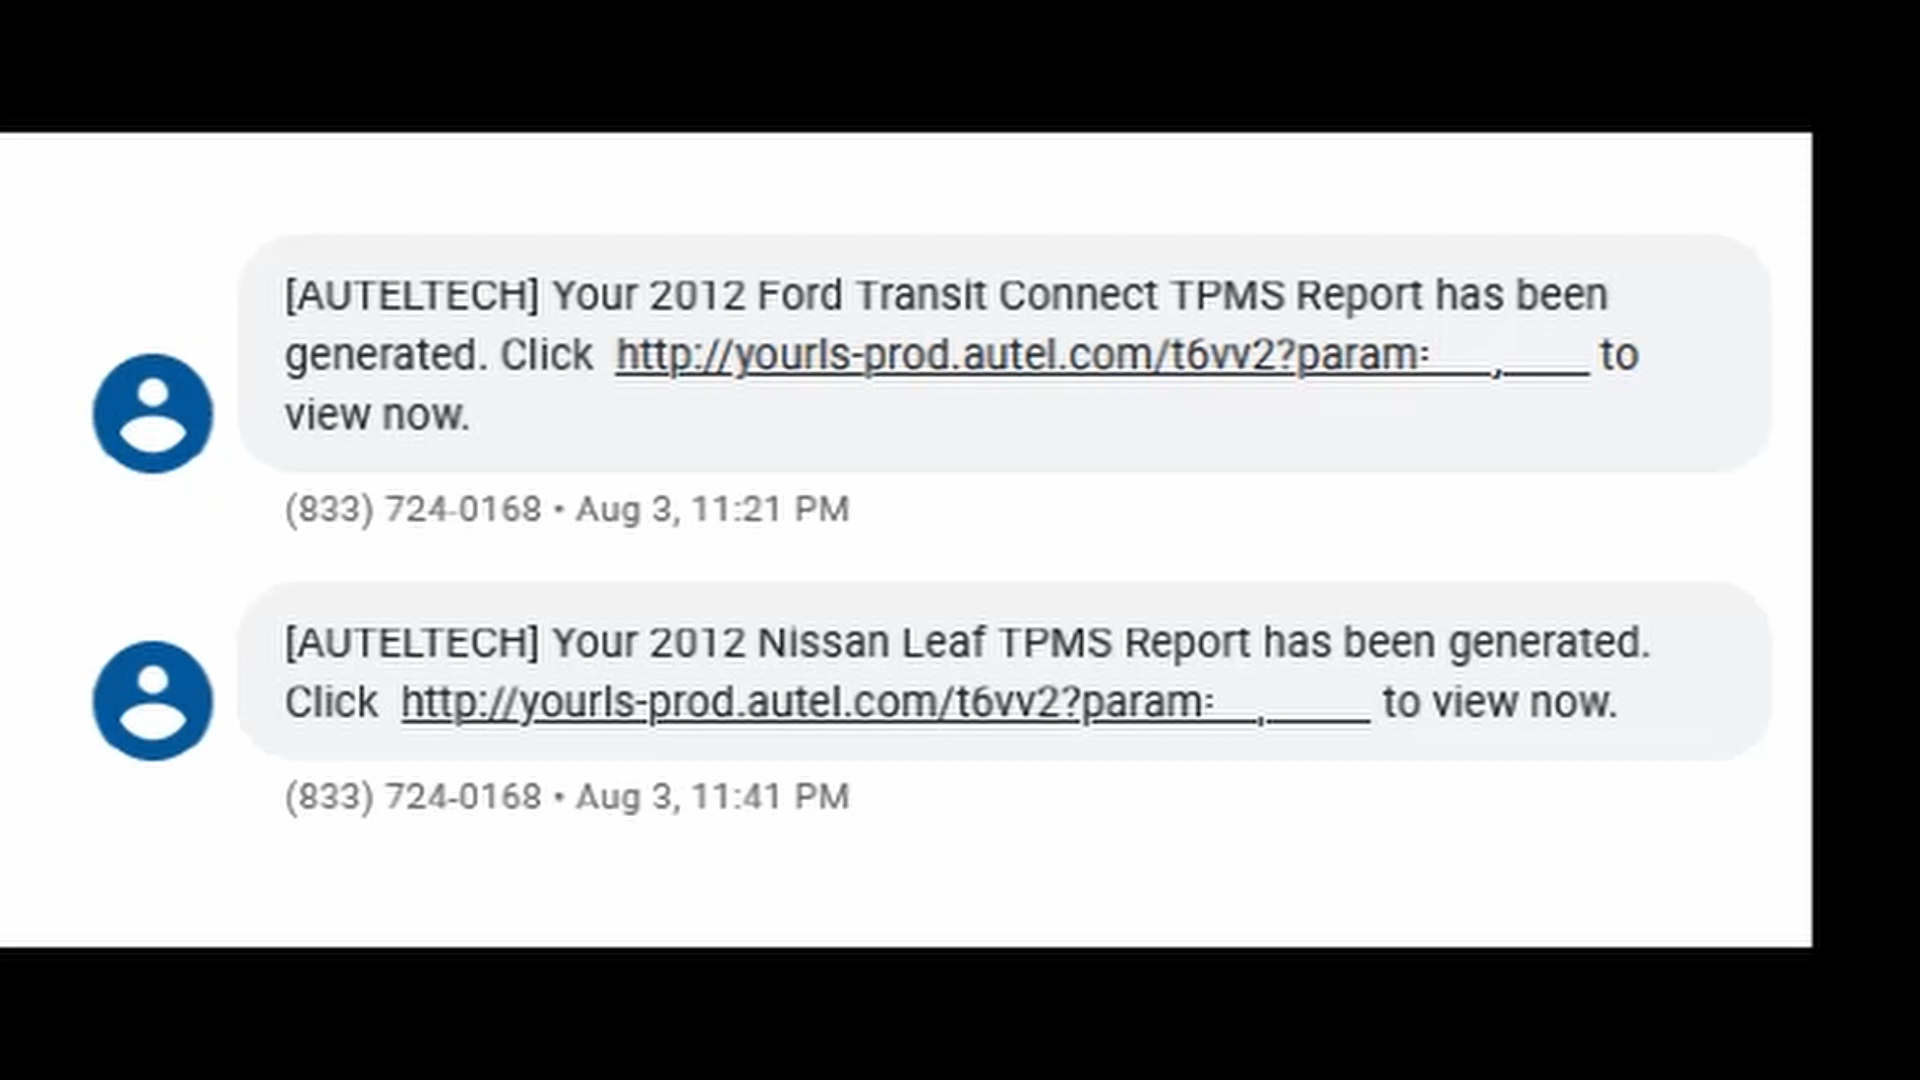 [AUTELTECH] Your 2012 Ford Transit Connect TPMS Report has been
generated. Click http://yourls-prod.autel.com/t6vv2?param: to
view now.
(833) 724-0168 • Aug 3, 11:21 PM
[AUTELTECH] Your 2012 Nissan Leaf TPMS Report has been generated.
Click http://yourls-prod.autel.com/t6vv2?param: to view now.
(833) 724-0168 • Aug 3, 11:41 PM